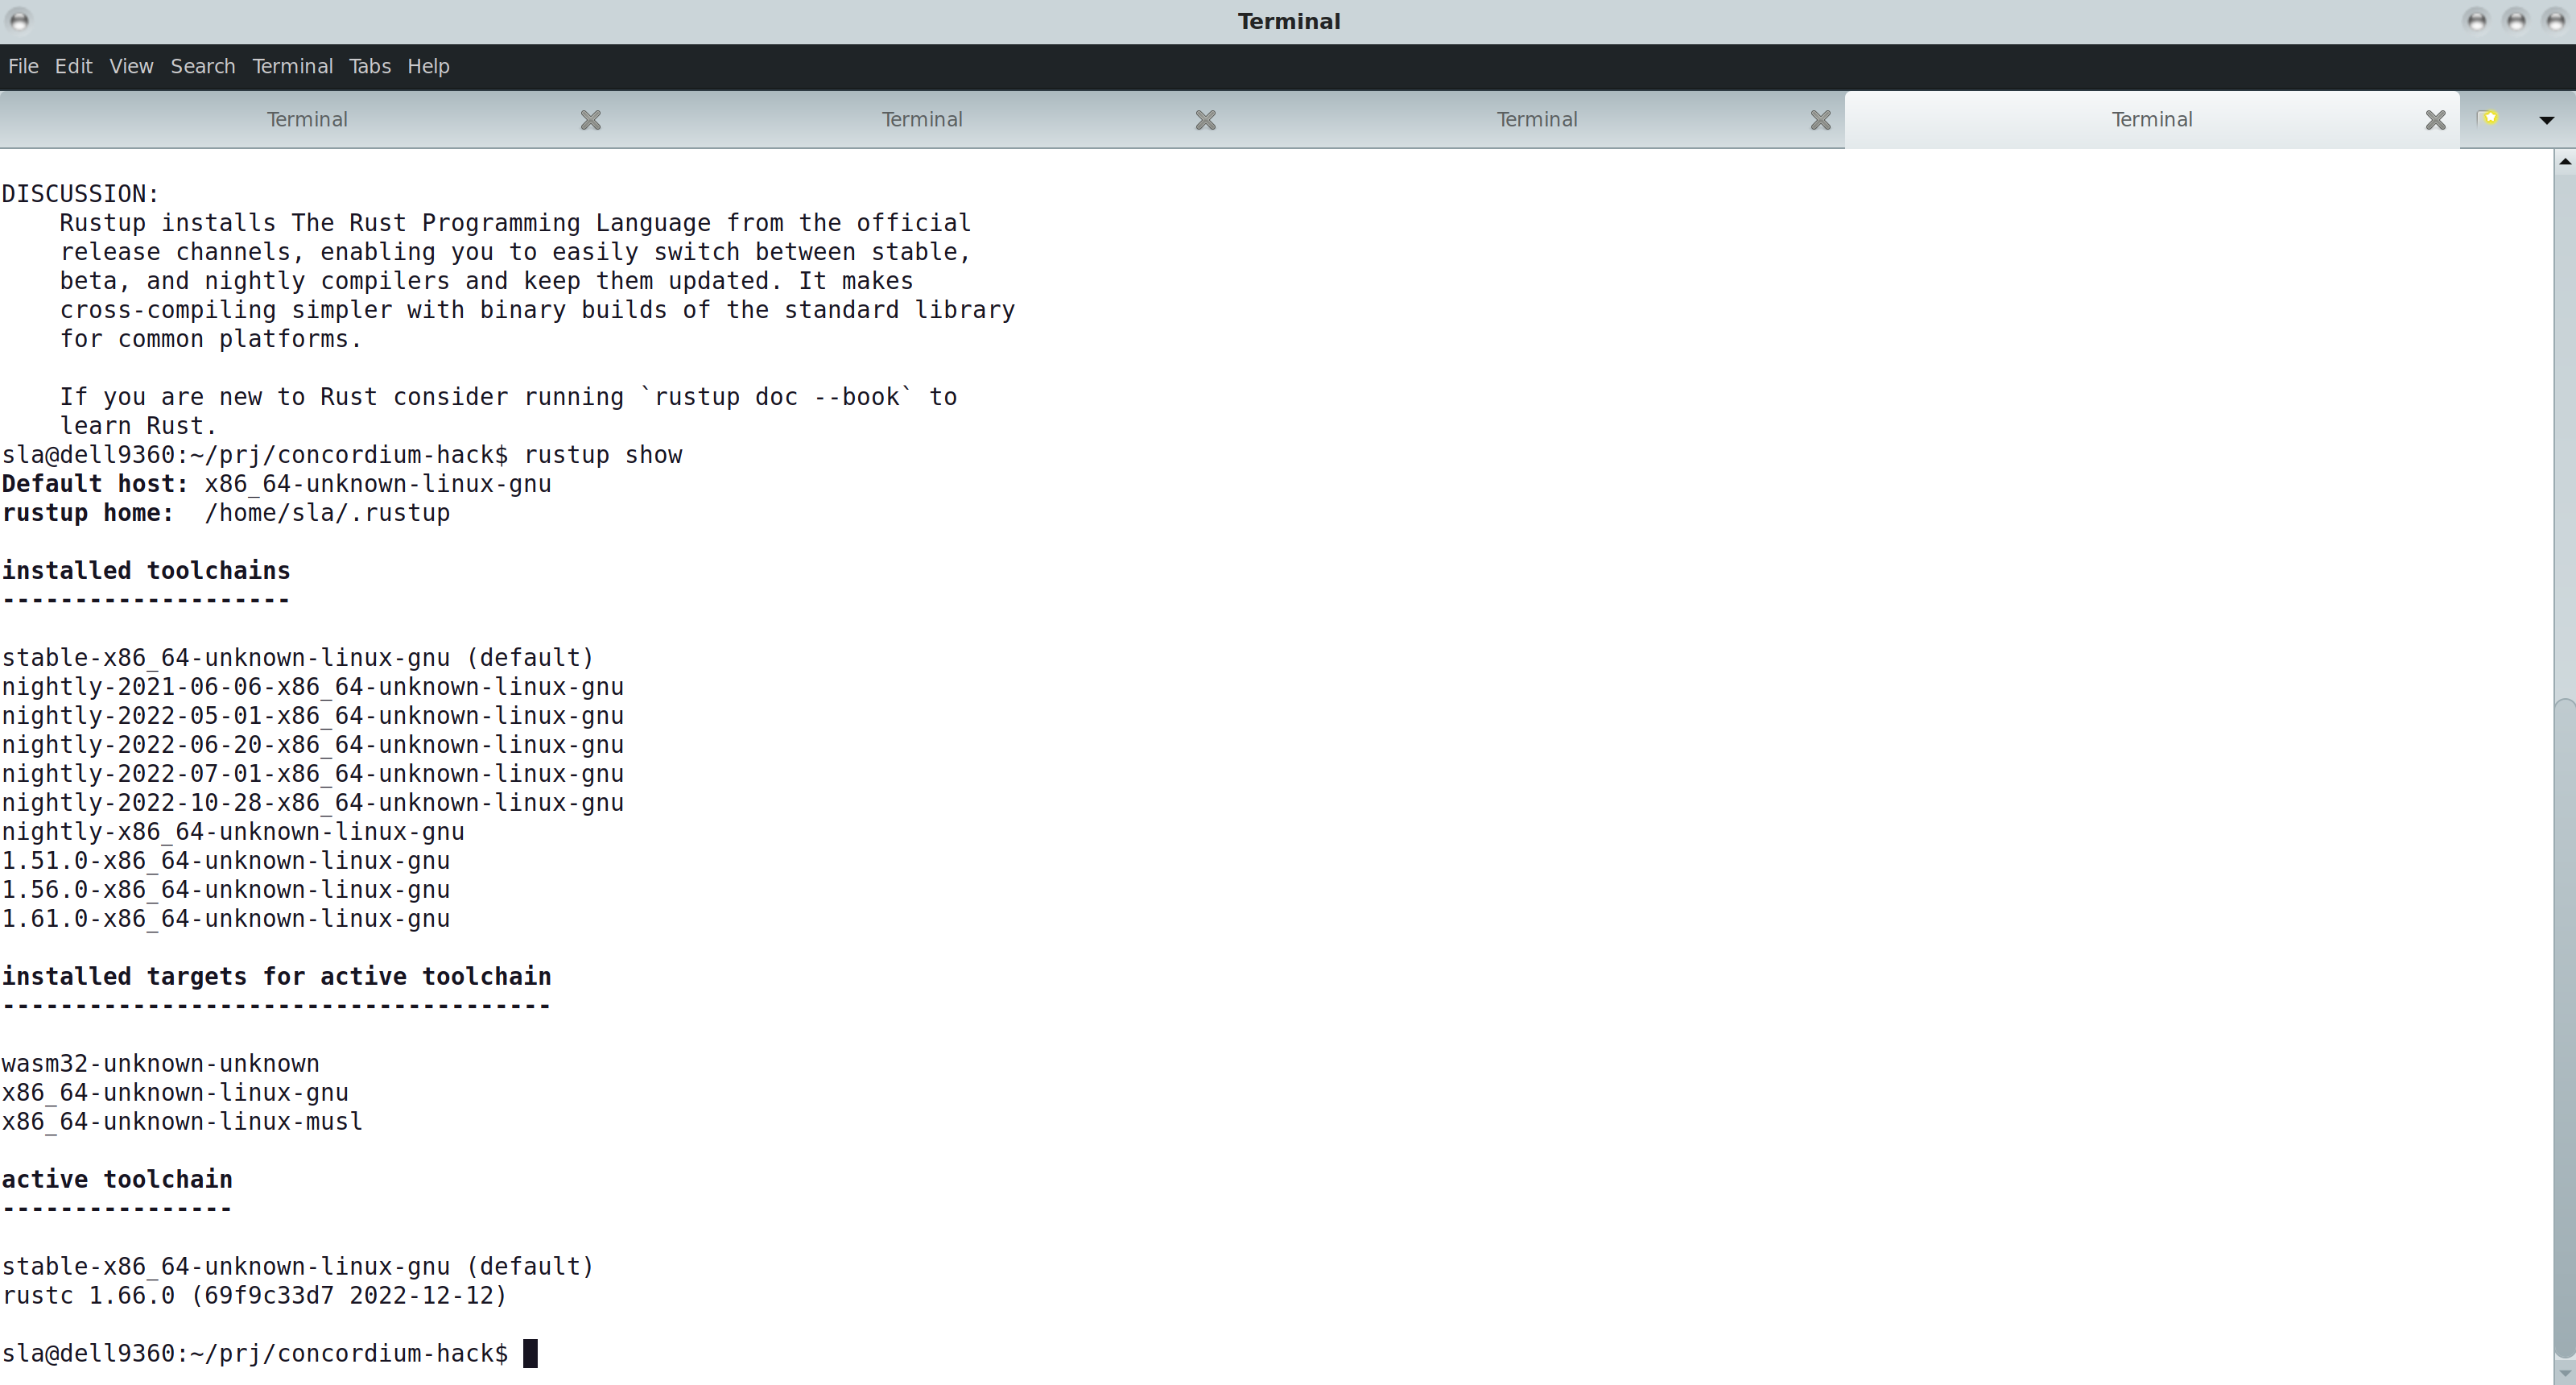 Terminal
File Edit View Search Terminal Tabs Help
Terminal Terminal Terminal Terminal
DISCUSSION:
    Rustup installs The Rust Programming Language from the official
    release channels, enabling you to easily switch between stable,
    beta, and nightly compilers and keep them updated. It makes
    cross-compiling simpler with binary builds of the standard library
    for common platforms.

    If you are new to Rust consider running `rustup doc --book` to
    learn Rust.
sla@dell9360:~/prj/concordium-hack$ rustup show
Default host: x86_64-unknown-linux-gnu
rustup home:  /home/sla/.rustup

installed toolchains
--------------------

stable-x86_64-unknown-linux-gnu (default)
nightly-2021-06-06-x86_64-unknown-linux-gnu
nightly-2022-05-01-x86_64-unknown-linux-gnu
nightly-2022-06-20-x86_64-unknown-linux-gnu
nightly-2022-07-01-x86_64-unknown-linux-gnu
nightly-2022-10-28-x86_64-unknown-linux-gnu
nightly-x86_64-unknown-linux-gnu
1.51.0-x86_64-unknown-linux-gnu
1.56.0-x86_64-unknown-linux-gnu
1.61.0-x86_64-unknown-linux-gnu

installed targets for active toolchain
--------------------------------------

wasm32-unknown-unknown
x86_64-unknown-linux-gnu
x86_64-unknown-linux-musl

active toolchain
----------------

stable-x86_64-unknown-linux-gnu (default)
rustc 1.66.0 (69f9c33d7 2022-12-12)

sla@dell9360:~/prj/concordium-hack$